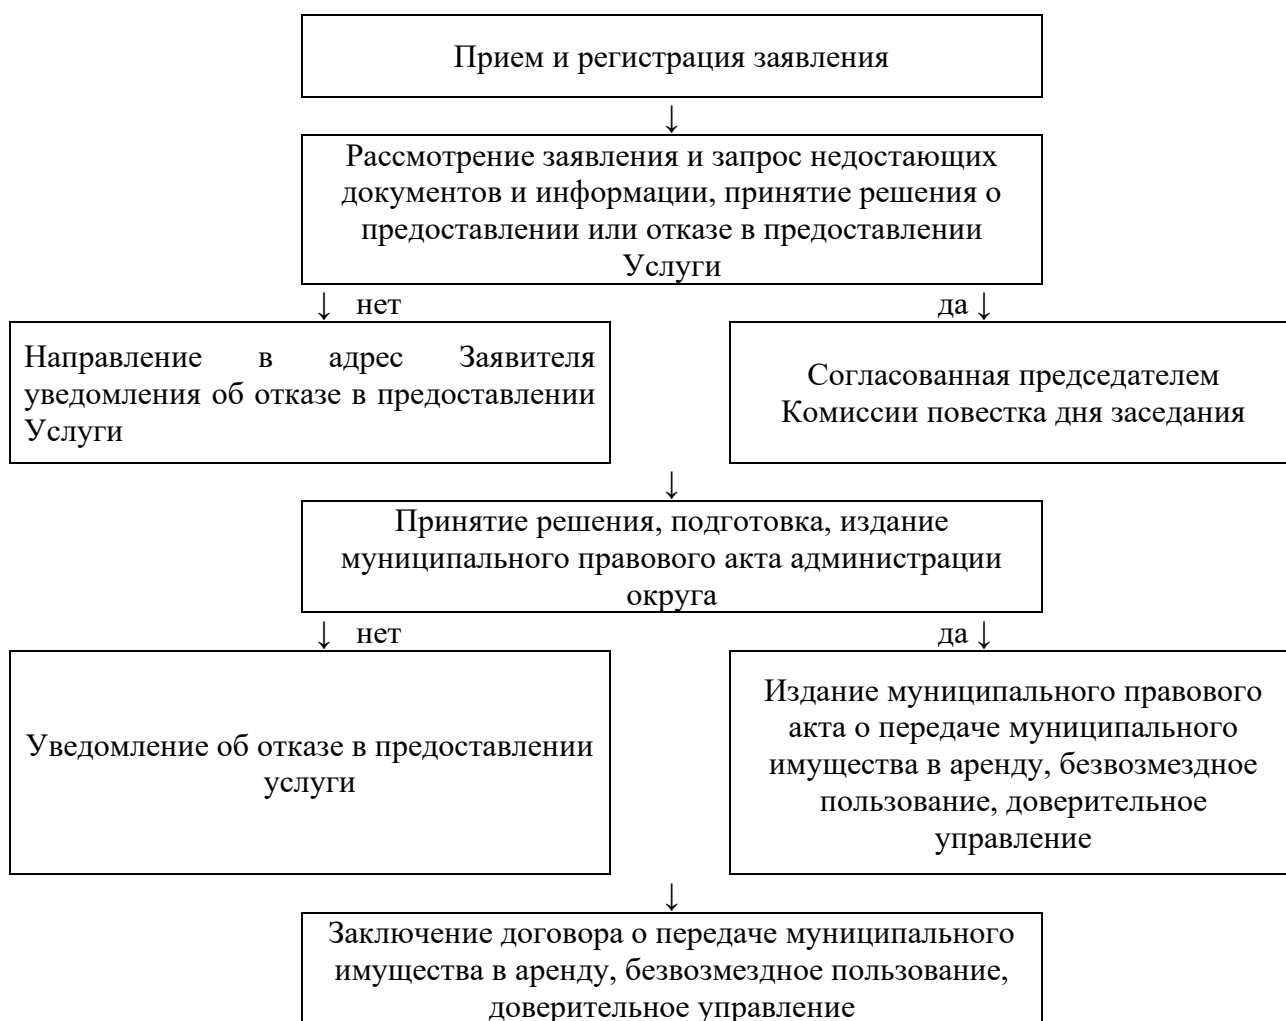 Прием и регистрация заявления
↓
Рассмотрение заявления и запрос недостающих
документов и информации, принятие решения о
предоставлении или отказе в предоставлении
Услуги
↓ нет
да ↓
Направление в адрес Заявителя
уведомления об отказе в предоставлении
Услуги
Согласованная председателем
Комиссии повестка дня заседания
↓
Принятие решения, подготовка, издание
муниципального правового акта администрации
округа
↓ нет
да ↓
Уведомление об отказе в предоставлении
услуги
Издание муниципального правового
акта о передаче муниципального
имущества в аренду, безвозмездное
пользование, доверительное
управление
↓
Заключение договора о передаче муниципального
имущества в аренду, безвозмездное пользование,
доверительное управление